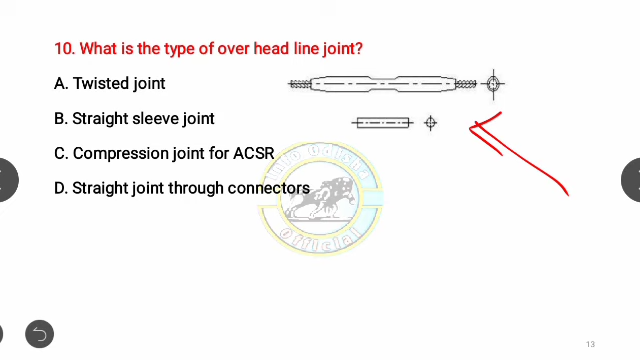 10. What is the type of over head line joint?
A. Twisted joint
B. Straight sleeve joint
C. Compression joint for ACSR
D. Straight joint through connectors
Official
13